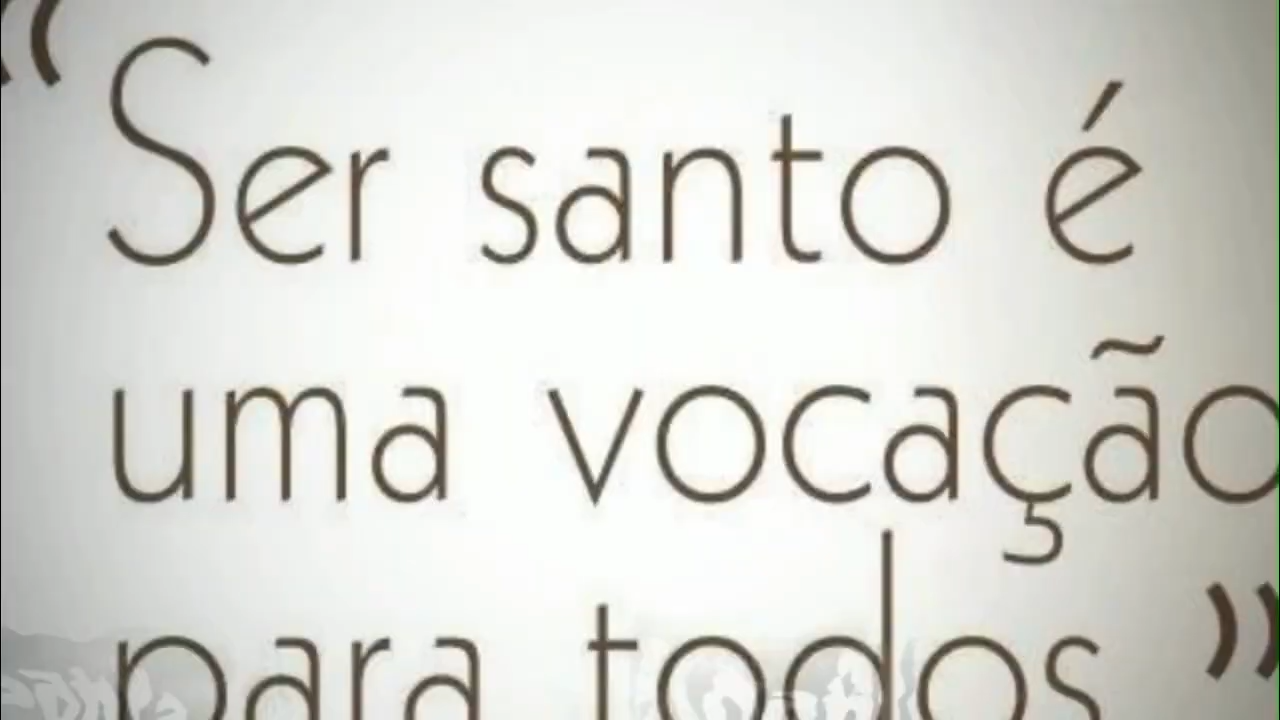 “Ser santo é
uma vocação
para todos”